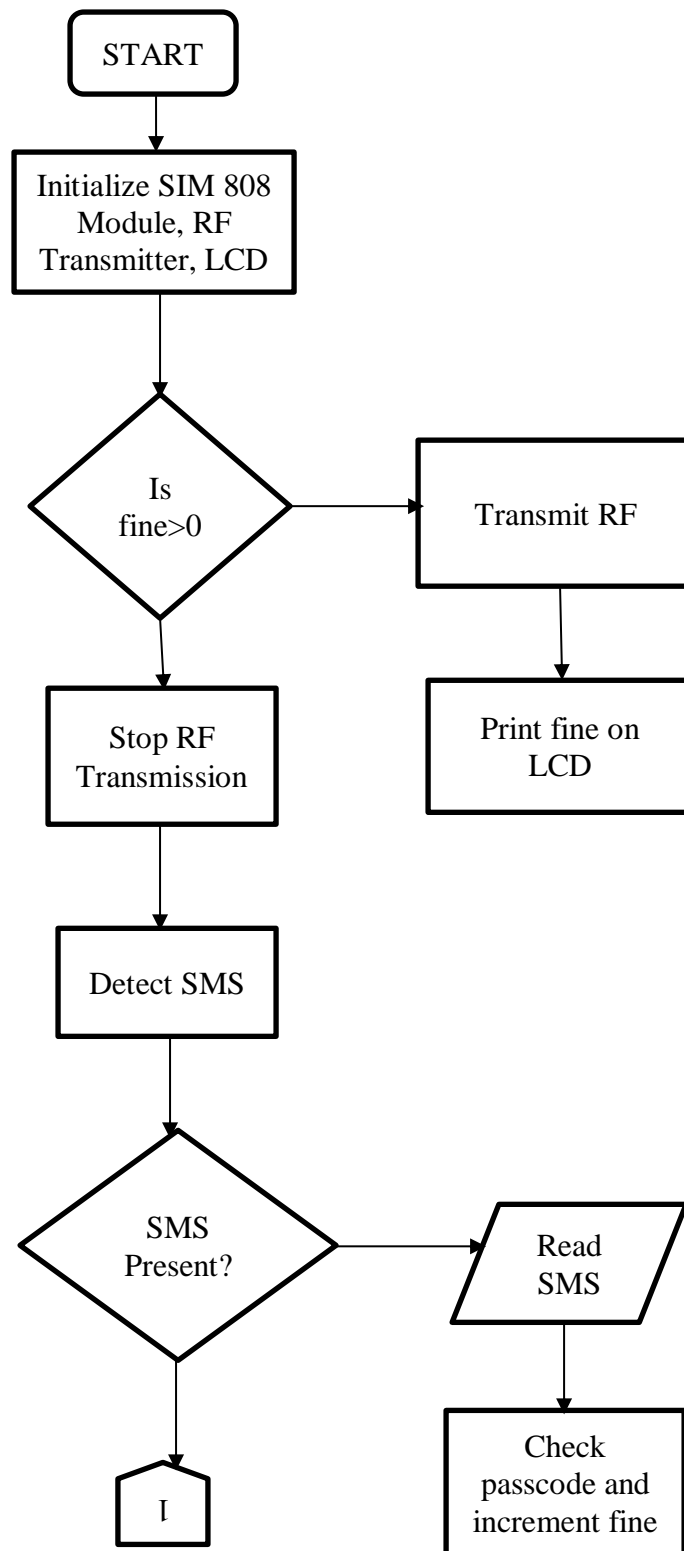 START
Initialize SIM 808
Module, RF
Transmitter, LCD
Is
fine>0
Transmit RF
Stop RF
Transmission
Print fine on
LCD
Detect SMS
SMS
Present?
Read
SMS
Check
passcode and
increment fine
1